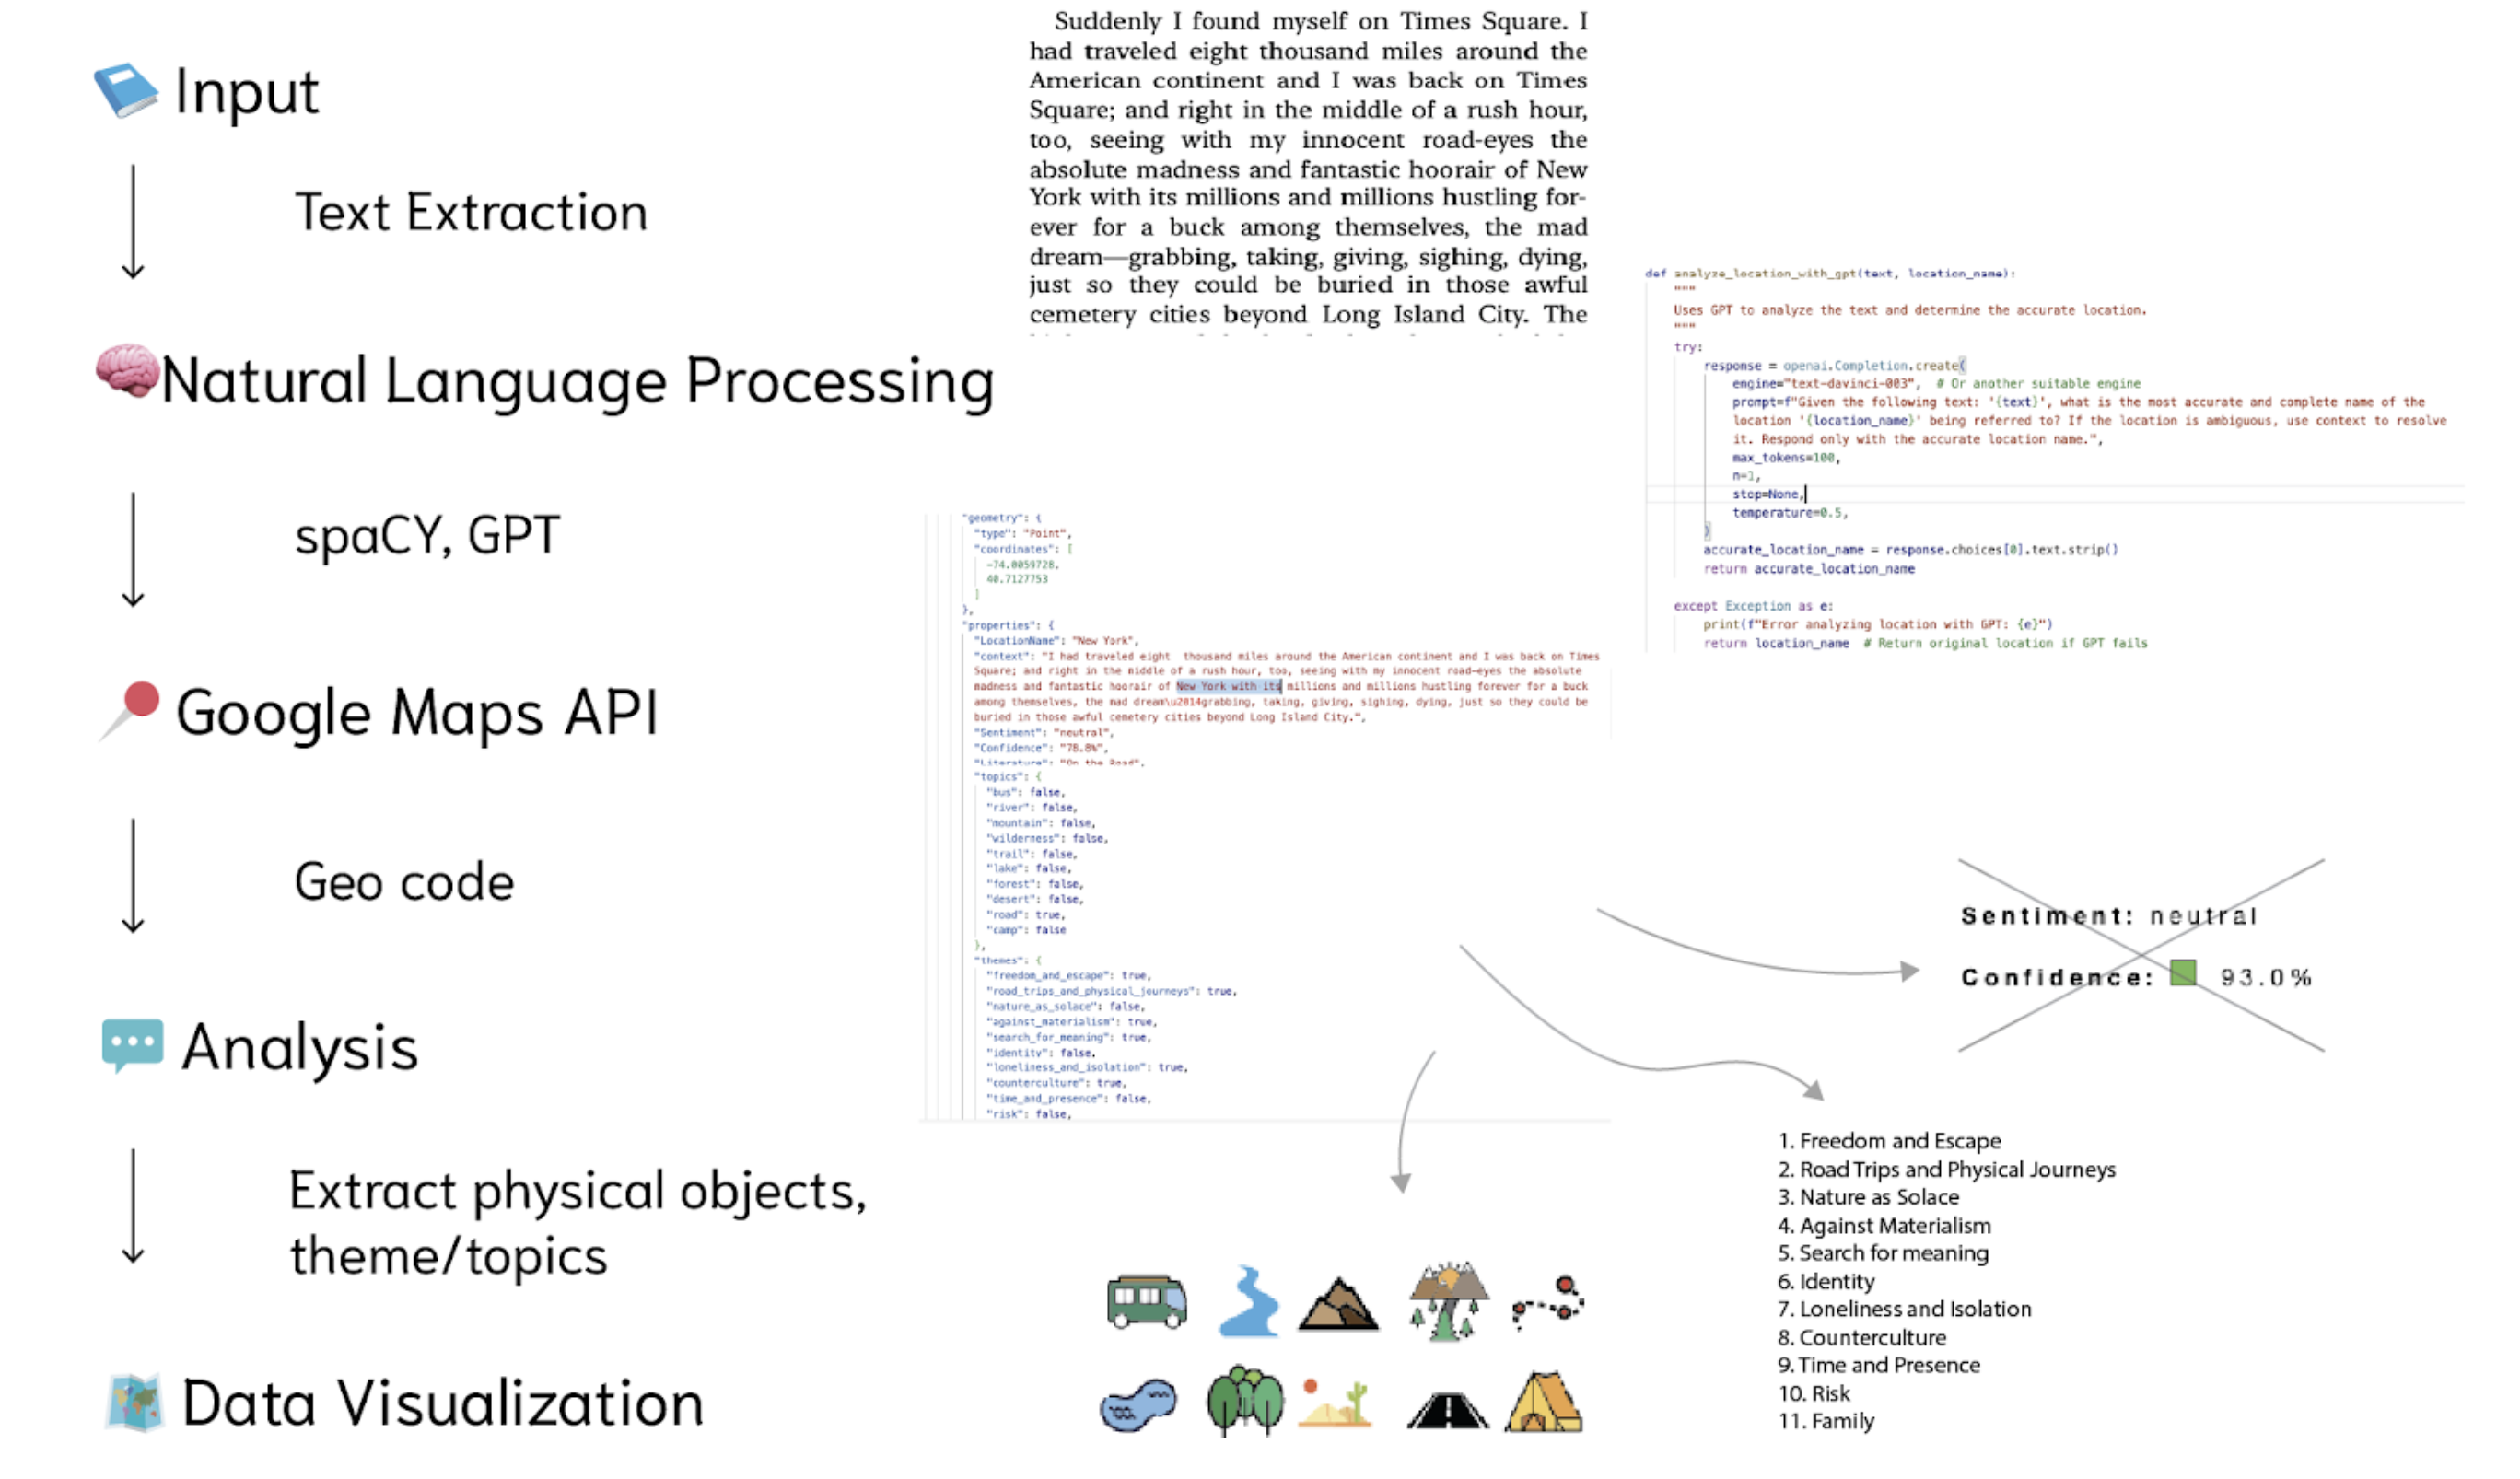 Input
Text Extraction
Natural Language Processing
spaCY, GPT
Google Maps API
Geo code
Analysis
Extract physical objects,
theme/topics
Data Visualization
Suddenly I found myself on Times Square. I
had traveled eight thousand miles around the
American continent and I was back on Times
Square; and right in the middle of a rush hour,
too, seeing with my innocent road-eyes the
absolute madness and fantastic hoorair of New
York with its millions and millions hustling for-
ever for a buck among themselves, the mad
dream—grabbing, taking, giving, sighing, dying,
just so they could be buried in those awful
cemetery cities beyond Long Island City. The
def analyze_location_with_gpt(text, location_name):
"""
Uses GPT to analyze the text and determine the accurate location.
"""
try:
response = openai.Completion.create(
engine="text-davinci-003", # Or another suitable engine
prompt=f"Given the following text: '{text}', what is the most accurate and complete name of the
location '{location_name}' being referred to? If the location is ambiguous, use context to resolve
it. Respond only with the accurate location name.",
max_tokens=100,
n=1,
stop=None,
temperature=0.5,
)
accurate_location_name = response.choices[0].text.strip()
return accurate_location_name
except Exception as e:
print(f"Error analyzing location with GPT: {e}")
return location_name # Return original location if GPT fails
"geometry": {
"type": "Point",
"coordinates": [
-74.0059728,
40.7127753
]
},
"properties": {
"LocationName": "New York",
"context": "I had traveled eight thousand miles around the American continent and I was back on Times
Square; and right in the middle of a rush hour, too, seeing with my innocent road-eyes the absolute
madness and fantastic hoorair of New York with its millions and millions hustling forever for a buck
among themselves, the mad dream\u2014grabbing, taking, giving, sighing, dying, just so they could be
buried in those awful cemetery cities beyond Long Island City.",
"Sentiment": "neutral",
"Confidence": "78.8%",
"Literature": "On the Road",
"topics": {
"bus": false,
"river": false,
"mountain": false,
"wilderness": false,
"trail": false,
"lake": false,
"forest": false,
"desert": false,
"road": true,
"camp": false
},
"themes": {
"freedom_and_escape": true,
"road_trips_and_physical_journeys": true,
"nature_as_solace": false,
"against_materialism": true,
"search_for_meaning": true,
"identity": false,
"loneliness_and_isolation": true,
"counterculture": true,
"time_and_presence": false,
"risk": false,
Sentiment: neutral
Confidence: 93.0%
1. Freedom and Escape
2. Road Trips and Physical Journeys
3. Nature as Solace
4. Against Materialism
5. Search for meaning
6. Identity
7. Loneliness and Isolation
8. Counterculture
9. Time and Presence
10. Risk
11. Family